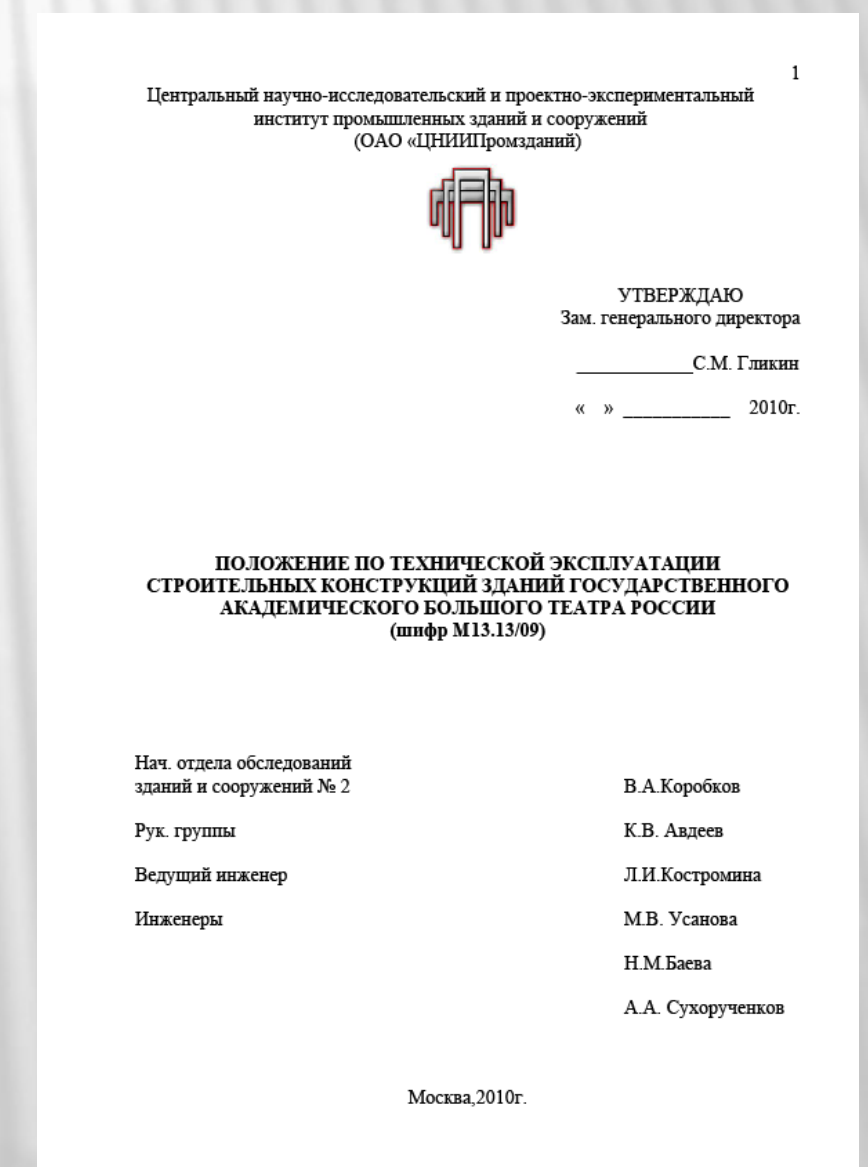 1
Центральный научно-исследовательский и проектно-экспериментальный
институт промышленных зданий и сооружений
(ОАО «ЦНИИПромзданий)
УТВЕРЖДАЮ
Зам. генерального директора
____________С.М. Гликин
« » ___________ 2010г.
ПОЛОЖЕНИЕ ПО ТЕХНИЧЕСКОЙ ЭКСПЛУАТАЦИИ
СТРОИТЕЛЬНЫХ КОНСТРУКЦИЙ ЗДАНИЙ ГОСУДАРСТВЕННОГО
АКАДЕМИЧЕСКОГО БОЛЬШОГО ТЕАТРА РОССИИ
(шифр М13.13/09)
Нач. отдела обследований
зданий и сооружений № 2 В.А.Коробков
Рук. группы К.В. Авдеев
Ведущий инженер Л.И.Костромина
Инженеры М.В. Усанова
Н.М.Баева
А.А. Сухорученков
Москва,2010г.